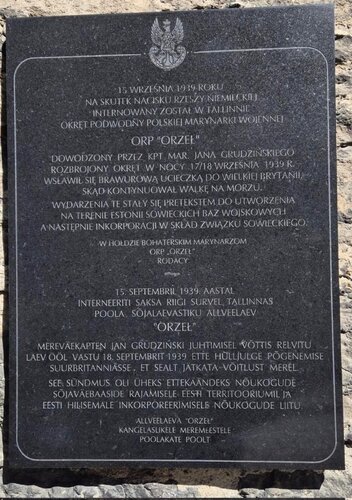 15 WRZEŚNIA 1939 ROKU
NA SKUTEK NACISKU RZESZY NIEMIECKIEJ
INTERNOWANY ZOSTAŁ W TALLINNIE
OKRĘT PODWODNY POLSKIEJ MARYNARKI WOJENNEJ
ORP "ORZEŁ"
DOWODZONY PRZEZ KPT. MAR. JANA GRUDZIŃSKIEGO
ROZBROJONY OKRĘT W NOCY 17/18 WRZEŚNIA 1939 R.
WSŁAWIŁ SIĘ BRAWUROWĄ UCIECZKĄ DO WIELKIEJ BRYTANII,
SKĄD KONTYNUOWAŁ WALKĘ NA MORZU.
WYDARZENIA TE STAŁY SIĘ PRETEKSTEM DO UTWORZENIA
NA TERENIE ESTONII SOWIECKICH BAZ WOJSKOWYCH
A NASTĘPNIE INKORPORACJI W SKŁAD ZWIĄZKU SOWIECKIEGO.
W HOŁDZIE BOHATERSKIM MARYNARZOM
ORP „ORZEŁ”
RODACY
15. SEPTEMBRIL 1939. AASTAL
INTERNEERITI SAKSA RIIGI SURVEL TALLINNAS
POOLA SÕJALAEVASTIKU ALLVEELAEV
"ORZEŁ"
MEREVÄEKAPTEN JAN GRUDZIŃSKI JUHTIMISEL VÕTTIS RELVITU
LAEV ÖÖL VASTU 18. SEPTEMBRIT 1939 ETTE HULLJULGE PÕGENEMISE
SUURBRITANNIASSE, ET SEALT JÄTKATA VÕITLUST MEREL.
SEE SÜNDMUS OLI ÜHEKS ETTEKÄÄNDEKS NÕUKOGUDE
SÕJAVÄEBAASIDE RAJAMISELE EESTI TERRITOORIUMIL JA
EESTI HILISEMALE INKORPOREERIMISELE NÕUKOGUDE LIITU.
ALLVEELAEVA "ORZEŁ"
KANGELASLIKELE MEREMEESTELE
POOLAKATE POOLT